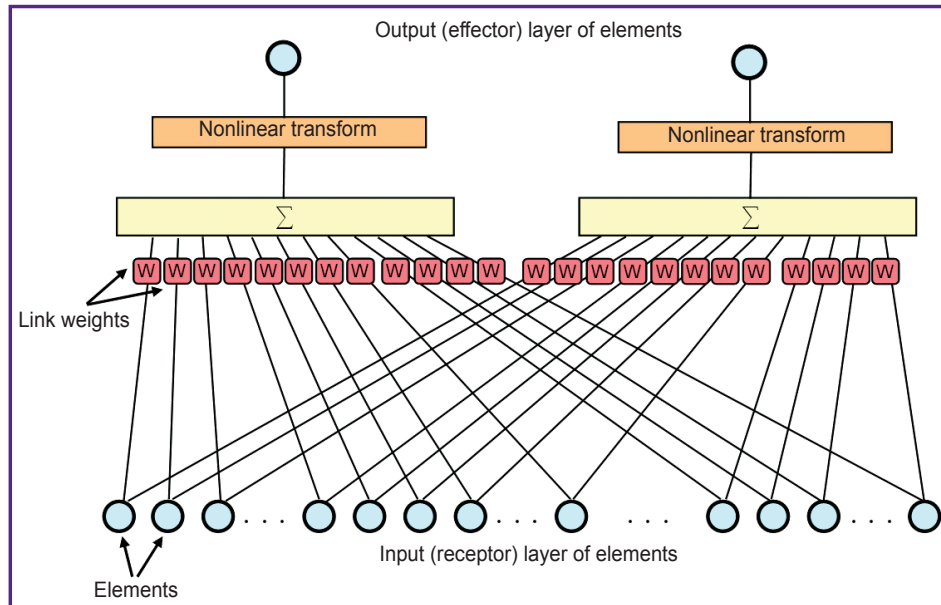 Output (effector) layer of elements
Nonlinear transform
Nonlinear transform
Σ
Σ
W W W W W W W W W W W W W W W W W W W W W W W W
Link weights
. . . . . . . . . . . .
Input (receptor) layer of elements
Elements